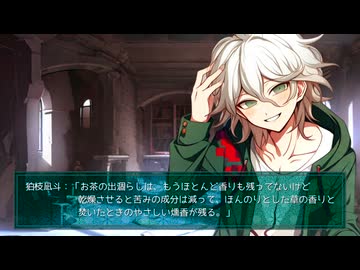 狛枝凪斗：「お茶の出涸らしは、もうほとんど香りも残ってないけど
乾燥させると苦みの成分は減って、ほんのりとした草の香りと
焚いたときのやさしい燻香が残る。」